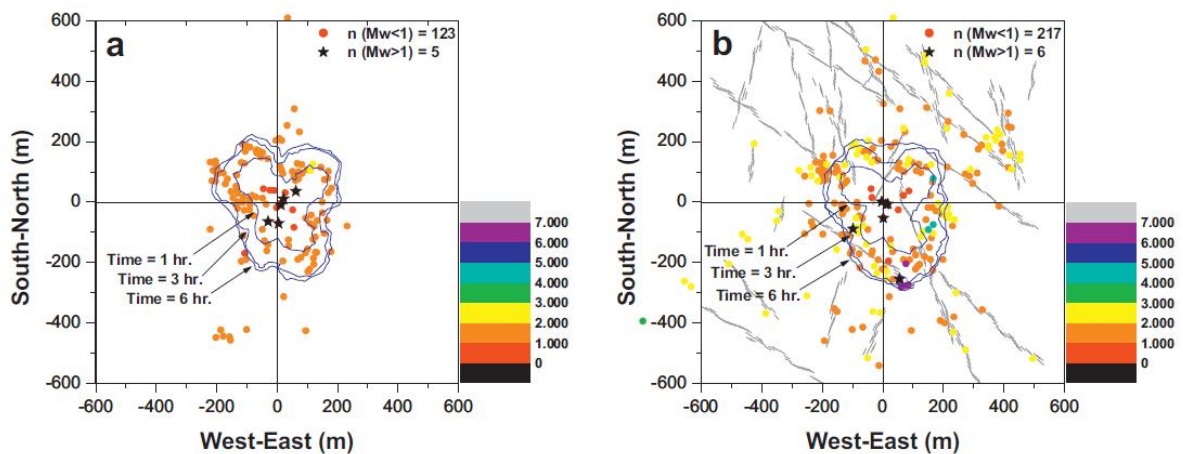 a
n (Mw<1) = 123
n (Mw>1) = 5
South-North (m)
600
400
200
0
-200
-400
-600
Time = 1 hr.
Time = 3 hr.
Time = 6 hr.
7.000
6.000
5.000
4.000
3.000
2.000
1.000
0
-600 -400 -200 0 200 400 600
West-East (m)
b
n (Mw<1) = 217
n (Mw>1) = 6
South-North (m)
600
400
200
0
-200
-400
-600
Time = 1 hr.
Time = 3 hr.
Time = 6 hr.
7.000
6.000
5.000
4.000
3.000
2.000
1.000
0
-600 -400 -200 0 200 400 600
West-East (m)